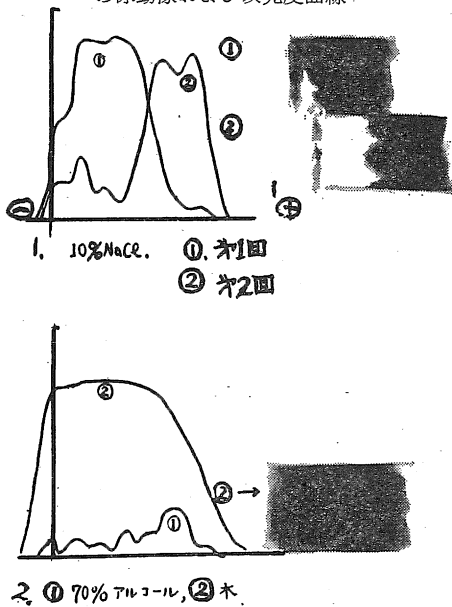 ① ①
② ②
⊖ ⊕
1. 10%NaCl. ①. 第1回
② 第2回
②
② →
①
2. ① 70% アルコール, ② 水